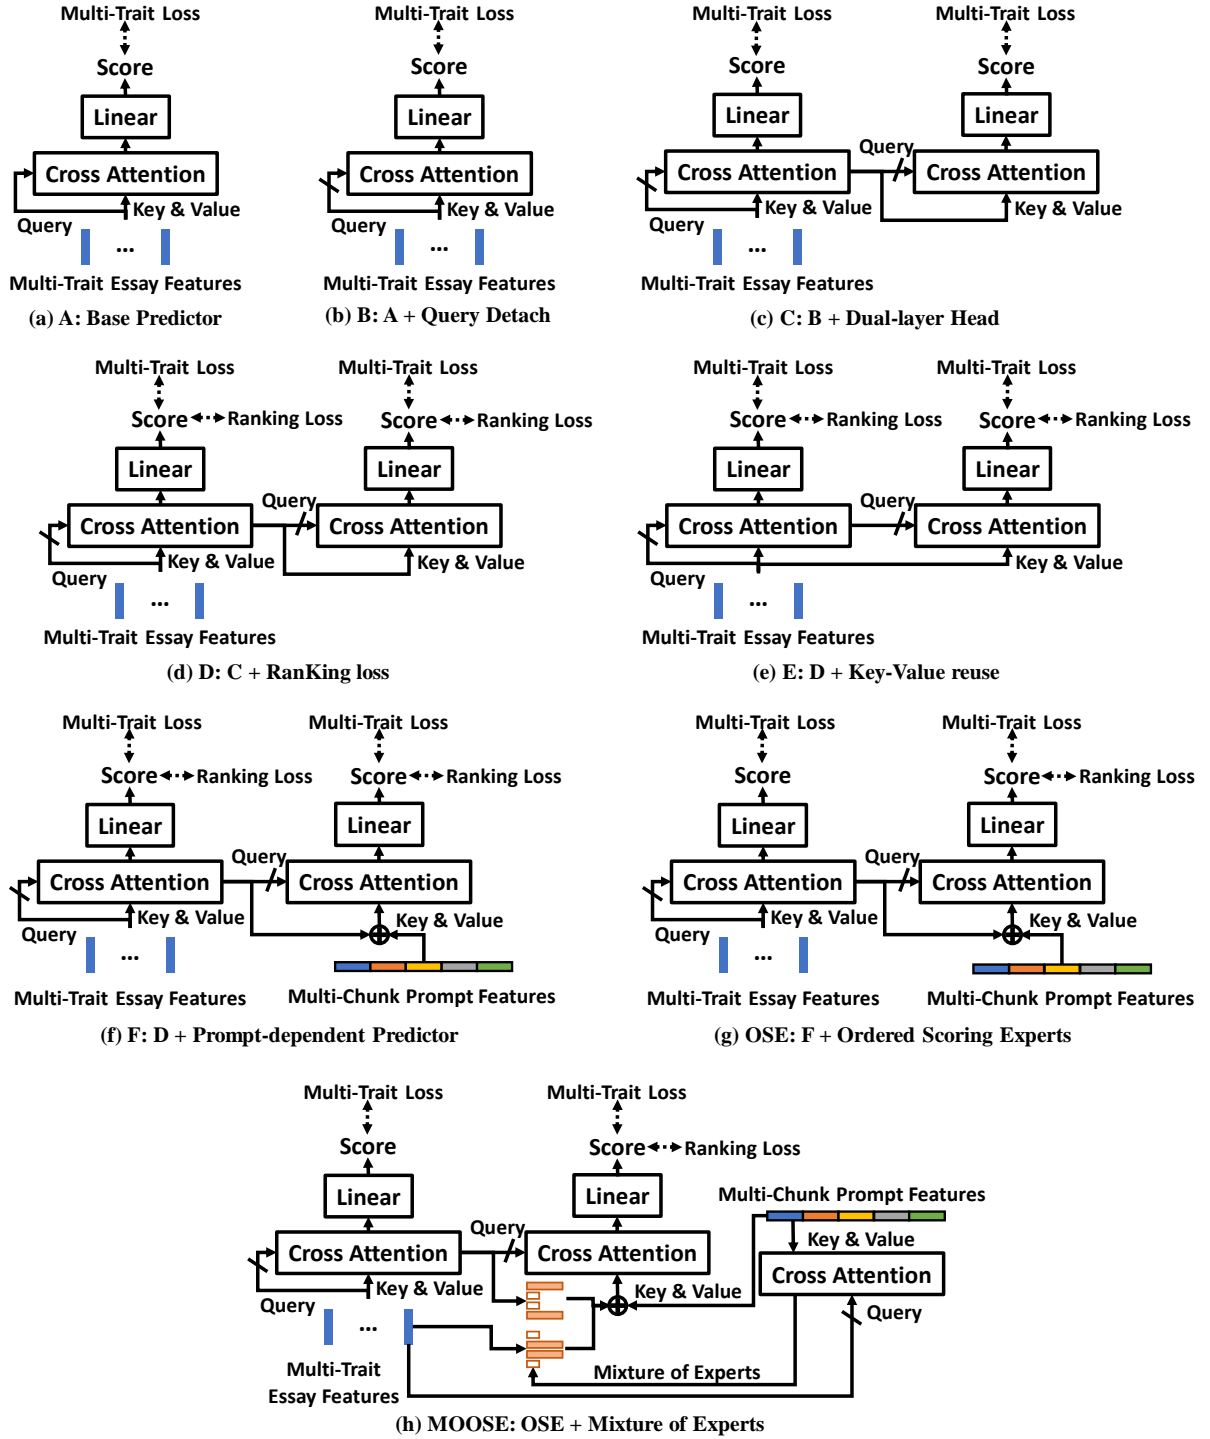 Multi-Trait Loss
Score
Linear
Cross Attention
Query
Key & Value
...
Multi-Trait Essay Features
(a) A: Base Predictor
Multi-Trait Loss
Score
Linear
Cross Attention
Query
Key & Value
...
Multi-Trait Essay Features
(b) B: A + Query Detach
Multi-Trait Loss
Multi-Trait Loss
Score
Score
Linear
Linear
Query
Cross Attention
Cross Attention
Key & Value
Key & Value
Query
...
Multi-Trait Essay Features
(c) C: B + Dual-layer Head
Multi-Trait Loss
Multi-Trait Loss
Score
Ranking Loss
Score
Ranking Loss
Linear
Linear
Query
Cross Attention
Cross Attention
Key & Value
Key & Value
Query
...
Multi-Trait Essay Features
(d) D: C + RanKing loss
Multi-Trait Loss
Multi-Trait Loss
Score
Ranking Loss
Score
Ranking Loss
Linear
Linear
Query
Cross Attention
Cross Attention
Key & Value
Key & Value
Query
...
Multi-Trait Essay Features
(e) E: D + Key-Value reuse
Multi-Trait Loss
Multi-Trait Loss
Score
Ranking Loss
Score
Ranking Loss
Linear
Linear
Query
Cross Attention
Cross Attention
Key & Value
Key & Value
Query
...
Multi-Trait Essay Features
Multi-Chunk Prompt Features
(f) F: D + Prompt-dependent Predictor
Multi-Trait Loss
Multi-Trait Loss
Score
Score
Ranking Loss
Linear
Linear
Query
Cross Attention
Cross Attention
Key & Value
Key & Value
Query
...
Multi-Trait Essay Features
Multi-Chunk Prompt Features
(g) OSE: F + Ordered Scoring Experts
Multi-Trait Loss
Multi-Trait Loss
Score
Score
Ranking Loss
Linear
Linear
Multi-Chunk Prompt Features
Query
Key & Value
Cross Attention
Cross Attention
Cross Attention
Key & Value
Key & Value
Query
Query
...
Multi-Trait
Essay Features
Mixture of Experts
(h) MOOSE: OSE + Mixture of Experts